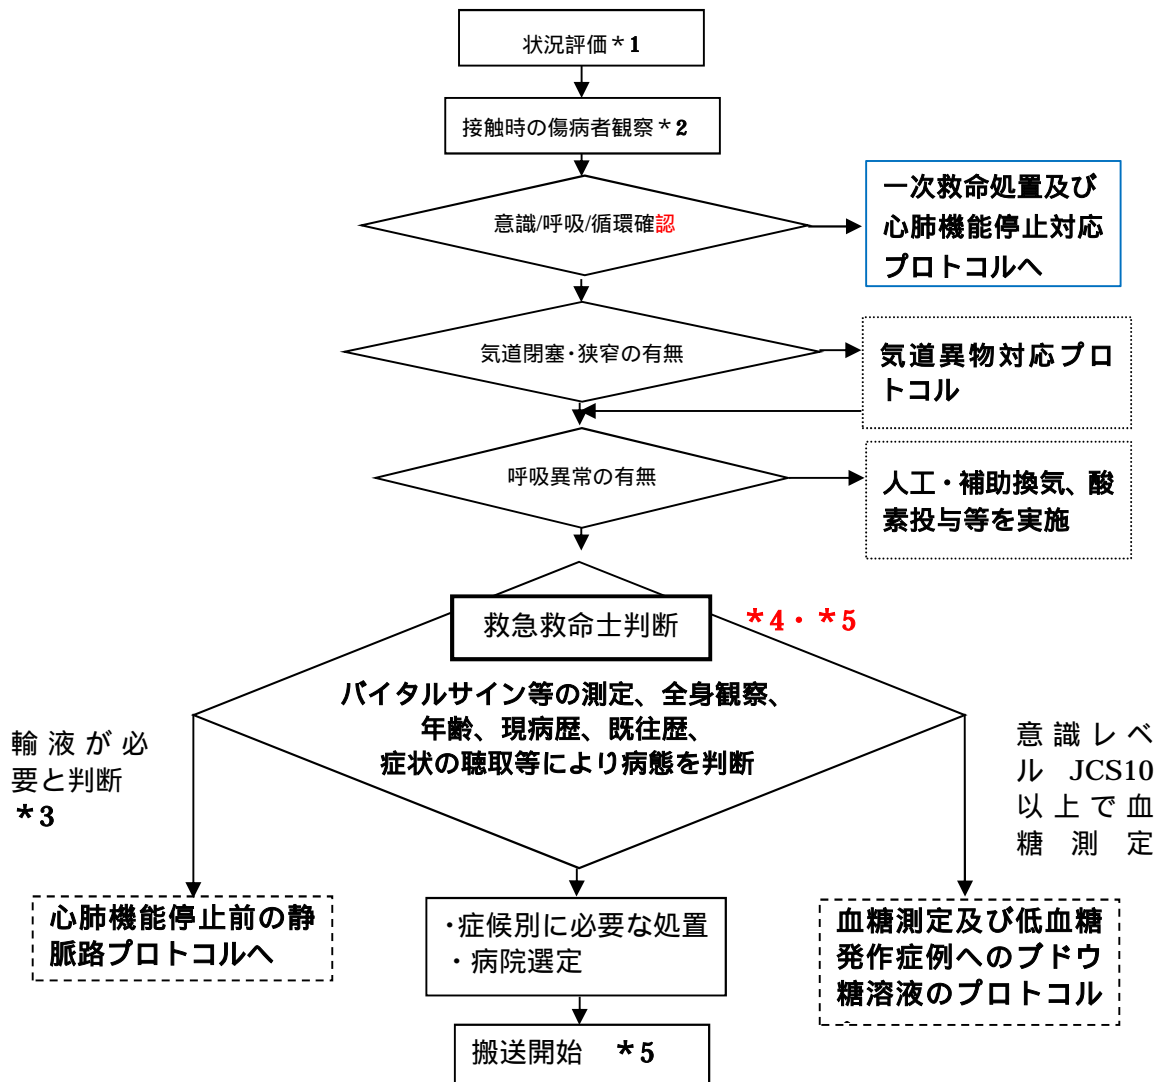 状況評価＊1
接触時の傷病者観察＊2
意識/呼吸/循環確認
一次救命処置及び
心肺機能停止対応
プロトコルへ
気道閉塞・狭窄の有無
気道異物対応プロ
トコル
呼吸異常の有無
人工・補助換気、酸
素投与等を実施
救急救命士判断
＊4・＊5
バイタルサイン等の測定、全身観察、
年齢、現病歴、既往歴、
症状の聴取等により病態を判断
輸液が必
要と判断
＊3
意識レベ
ル JCS10
以上で血
糖測定
心肺機能停止前の静
脈路プロトコルへ
・症候別に必要な処置
・病院選定
血糖測定及び低血糖
発作症例へのブドウ
糖溶液のプロトコル
搬送開始 ＊5